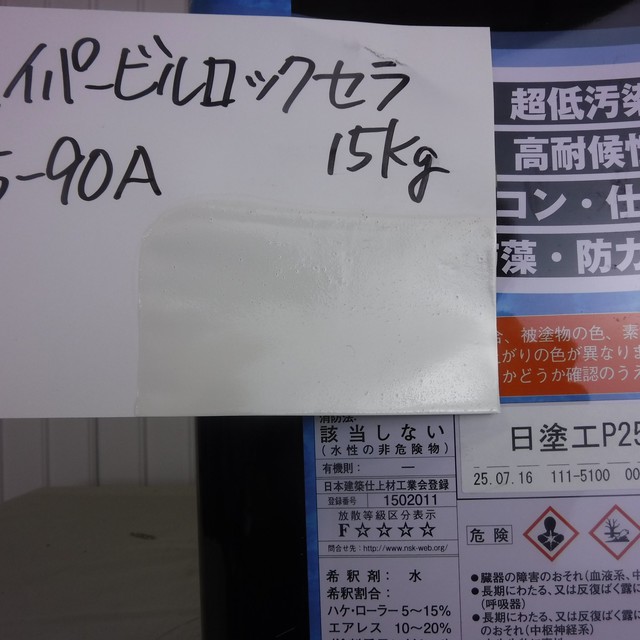 イパービルロックセラ
5-90A
15kg
超低汚染
高耐候性
コン・仕
藻・防カ
合、被塗物の色、素
がりの色が異なりま
かどうか確認のうえ
消防法:
該当しない
(水性の非危険物)
有機則: ―
日本建築仕上材工業会登録
登録番号 1502011
放散等級区分表示
F☆☆☆☆
問合せ先:http://www.nsk-web.org/
希釈剤: 水
希釈割合:
ハケ・ローラー 5～15%
エアレス 10～20%
日塗工P25
25.07.16 111-5100 00
危険
●臓器の障害のおそれ(血液系、中
●長期にわたる、又は反復ばく露に
(呼吸器)
●長期にわたる、又は反復ばく露に
のおそれ(中枢神経系)